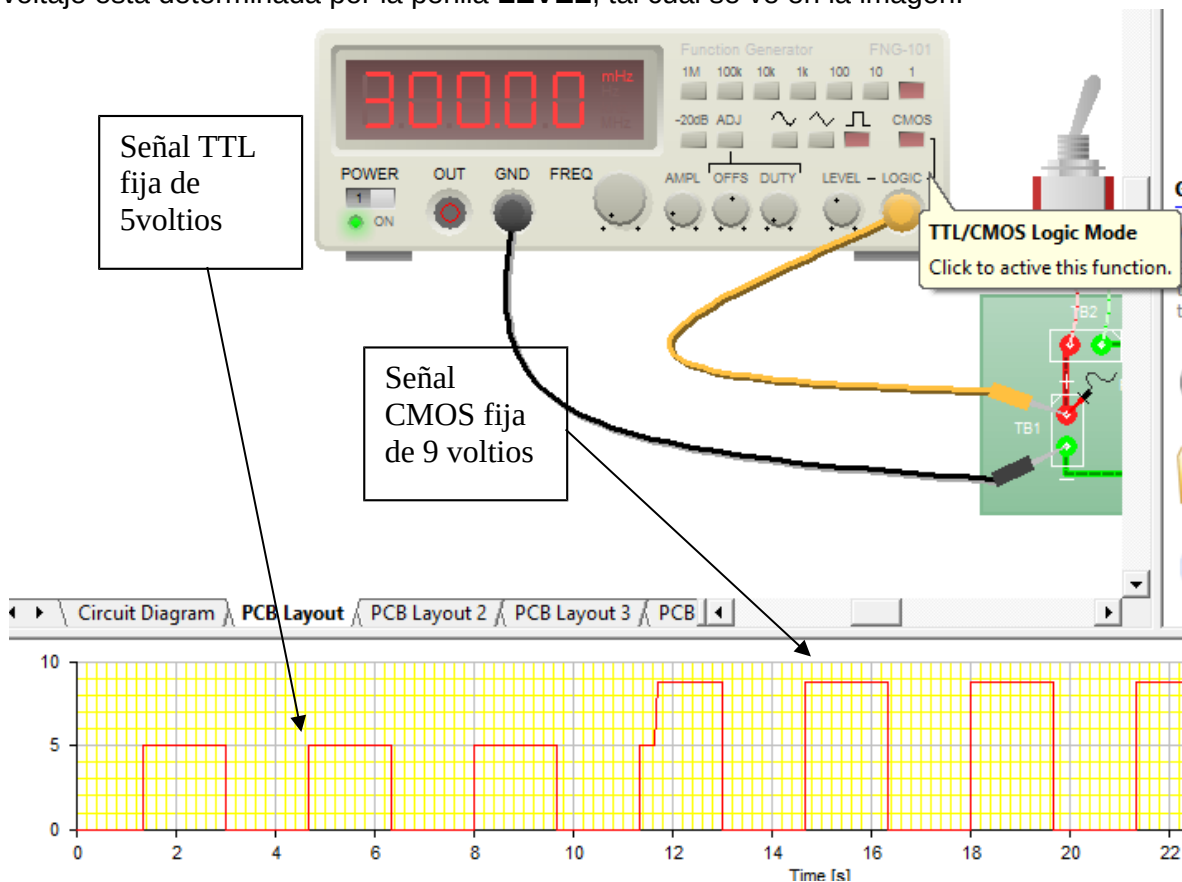 voltaje está determinada por la perilla LEVEL, tal cual se ve en la imagen.
Function Generator FNG-101
1M 100k 10k 1k 100 10 1
300.00 mHz
Hz
MHz
-20dB ADJ CMOS
Señal TTL
fija de
5voltios
POWER OUT GND FREQ AMPL OFFS DUTY LEVEL – LOGIC
1
ON
TTL/CMOS Logic Mode
Click to active this function.
TB2
Señal
CMOS fija
de 9 voltios
+
TB1
–
Circuit Diagram PCB Layout PCB Layout 2 PCB Layout 3 PCB
10
5
0
0 2 4 6 8 10 12 14 16 18 20 22
Time [s]